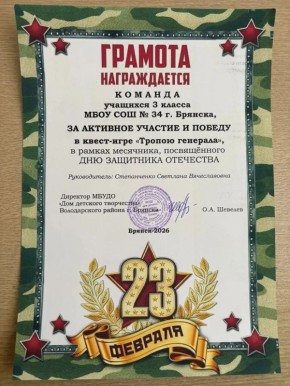 ГРАМОТА
НАГРАЖДАЕТСЯ
КОМАНДА
учащихся 3 класса
МБОУ СОШ № 34 г. Брянска,
ЗА АКТИВНОЕ УЧАСТИЕ И ПОБЕДУ
в квест-игре «Тропою генерала»,
в рамках месячника, посвящённого
ДНЮ ЗАЩИТНИКА ОТЕЧЕСТВА
Руководитель: Степанченко Светлана Вячеславовна
Директор МБУДО
«Дом детского творчества»
Володарского района г. Брянска О.А. Шевелев
Брянск-2026
23
ФЕВРАЛЯ